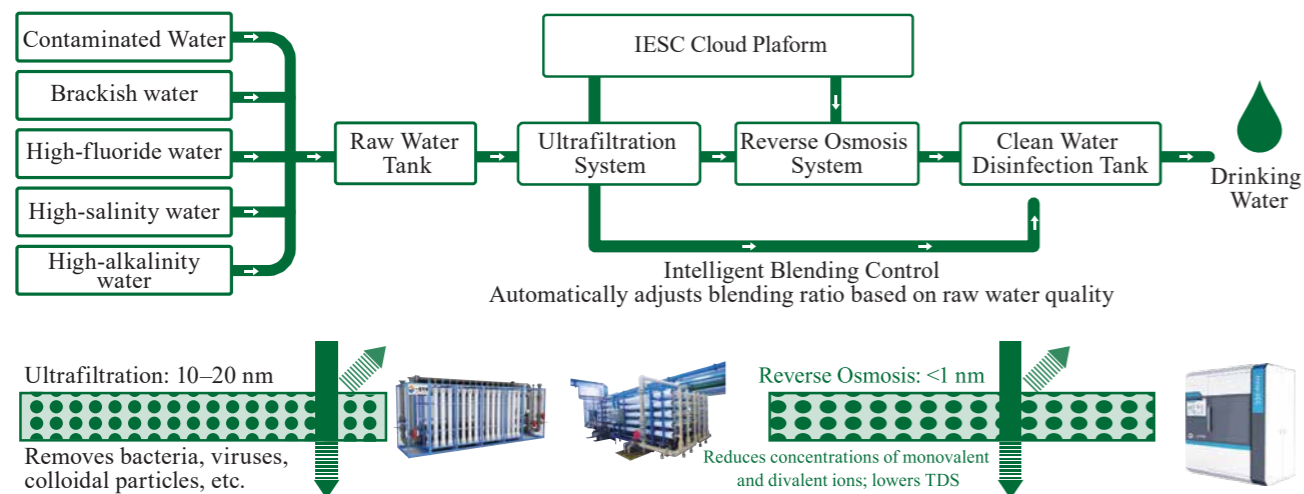 Contaminated Water
Brackish water
High-fluoride water
High-salinity water
High-alkalinity
water
Raw Water
Tank
IESC Cloud Plaform
Ultrafiltration
System
Reverse Osmosis
System
Clean Water
Disinfection Tank
Drinking
Water
Intelligent Blending Control
Automatically adjusts blending ratio based on raw water quality
Ultrafiltration: 10–20 nm
Removes bacteria, viruses,
colloidal particles, etc.
Reverse Osmosis: <1 nm
Reduces concentrations of monovalent
and divalent ions; lowers TDS